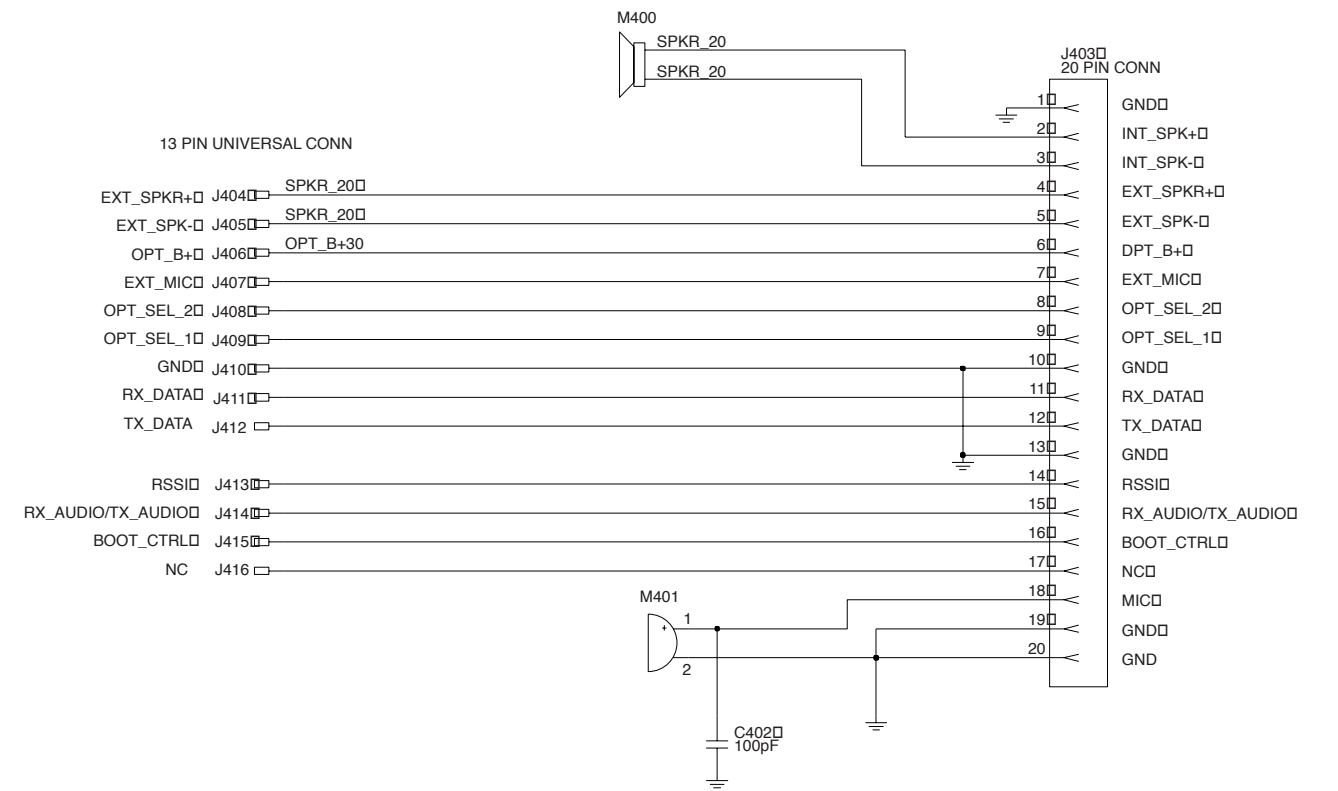 M400
SPKR_20
SPKR_20
J403
20 PIN CONN
13 PIN UNIVERSAL CONN
1 GND
2 INT_SPK+
3 INT_SPK-
EXT_SPKR+ J404 SPKR_20 4 EXT_SPKR+
EXT_SPK- J405 SPKR_20 5 EXT_SPK-
OPT_B+ J406 OPT_B+30 6 DPT_B+
EXT_MIC J407 7 EXT_MIC
OPT_SEL_2 J408 8 OPT_SEL_2
OPT_SEL_1 J409 9 OPT_SEL_1
GND J410 10 GND
RX_DATA J411 11 RX_DATA
TX_DATA J412 12 TX_DATA
13 GND
RSSI J413 14 RSSI
RX_AUDIO/TX_AUDIO J414 15 RX_AUDIO/TX_AUDIO
BOOT_CTRL J415 16 BOOT_CTRL
NC J416 17 NC
M401 18 MIC
+ 1 19 GND
2 20 GND
C402
100pF